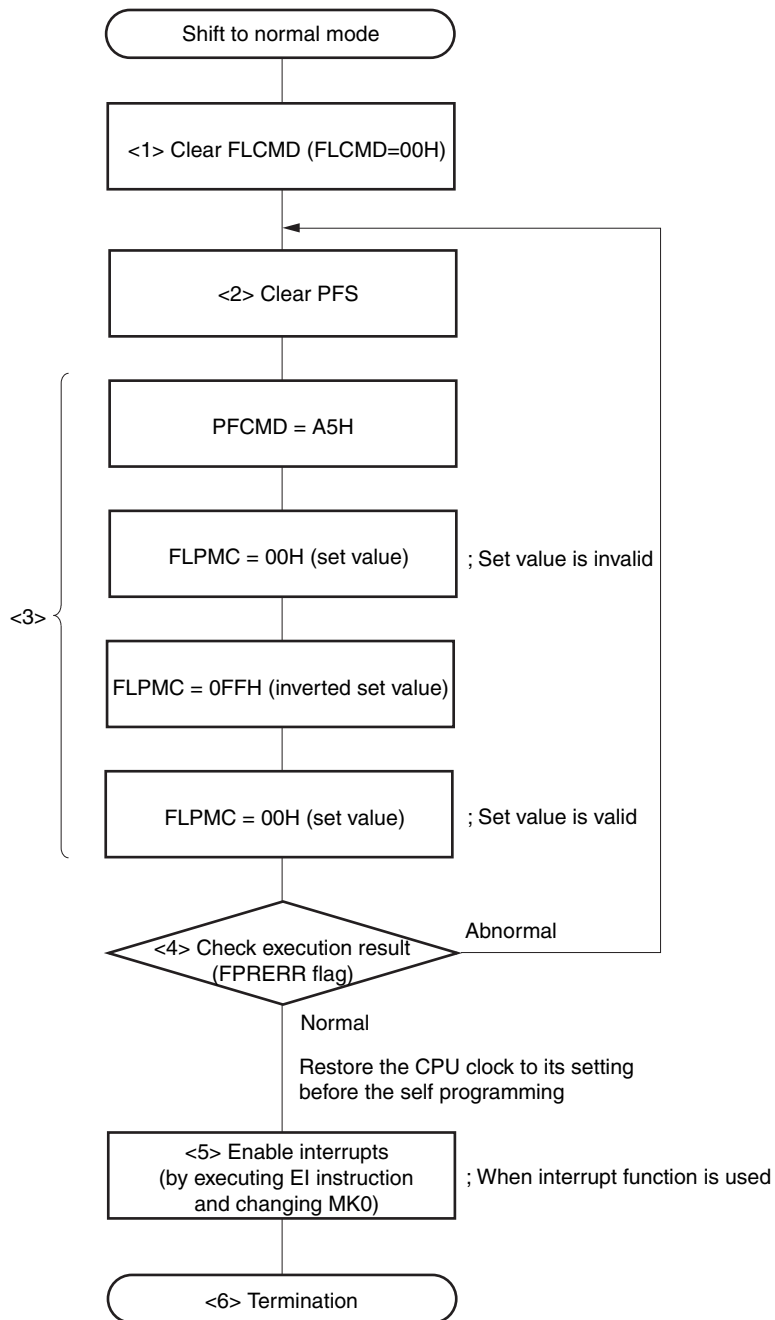 Shift to normal mode
<1> Clear FLCMD (FLCMD=00H)
<2> Clear PFS
<3>
PFCMD = A5H
FLPMC = 00H (set value)
; Set value is invalid
FLPMC = 0FFH (inverted set value)
FLPMC = 00H (set value)
; Set value is valid
<4> Check execution result
(FPRERR flag)
Abnormal
Normal
Restore the CPU clock to its setting
before the self programming
<5> Enable interrupts
(by executing EI instruction
and changing MK0)
; When interrupt function is used
<6> Termination